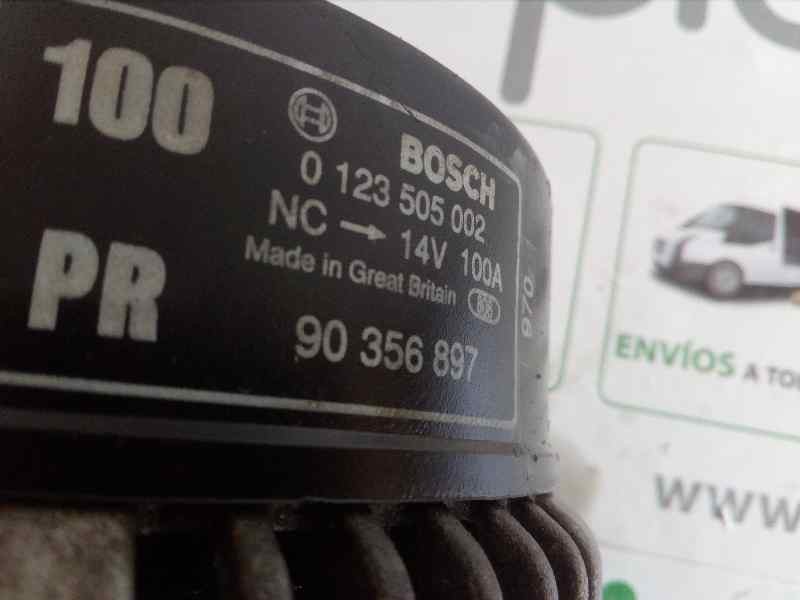 100
BOSCH
0 123 505 002
NC → 14V 100A
Made in Great Britain
PR
90 356 897
970
ENVÍOS A TO
www.